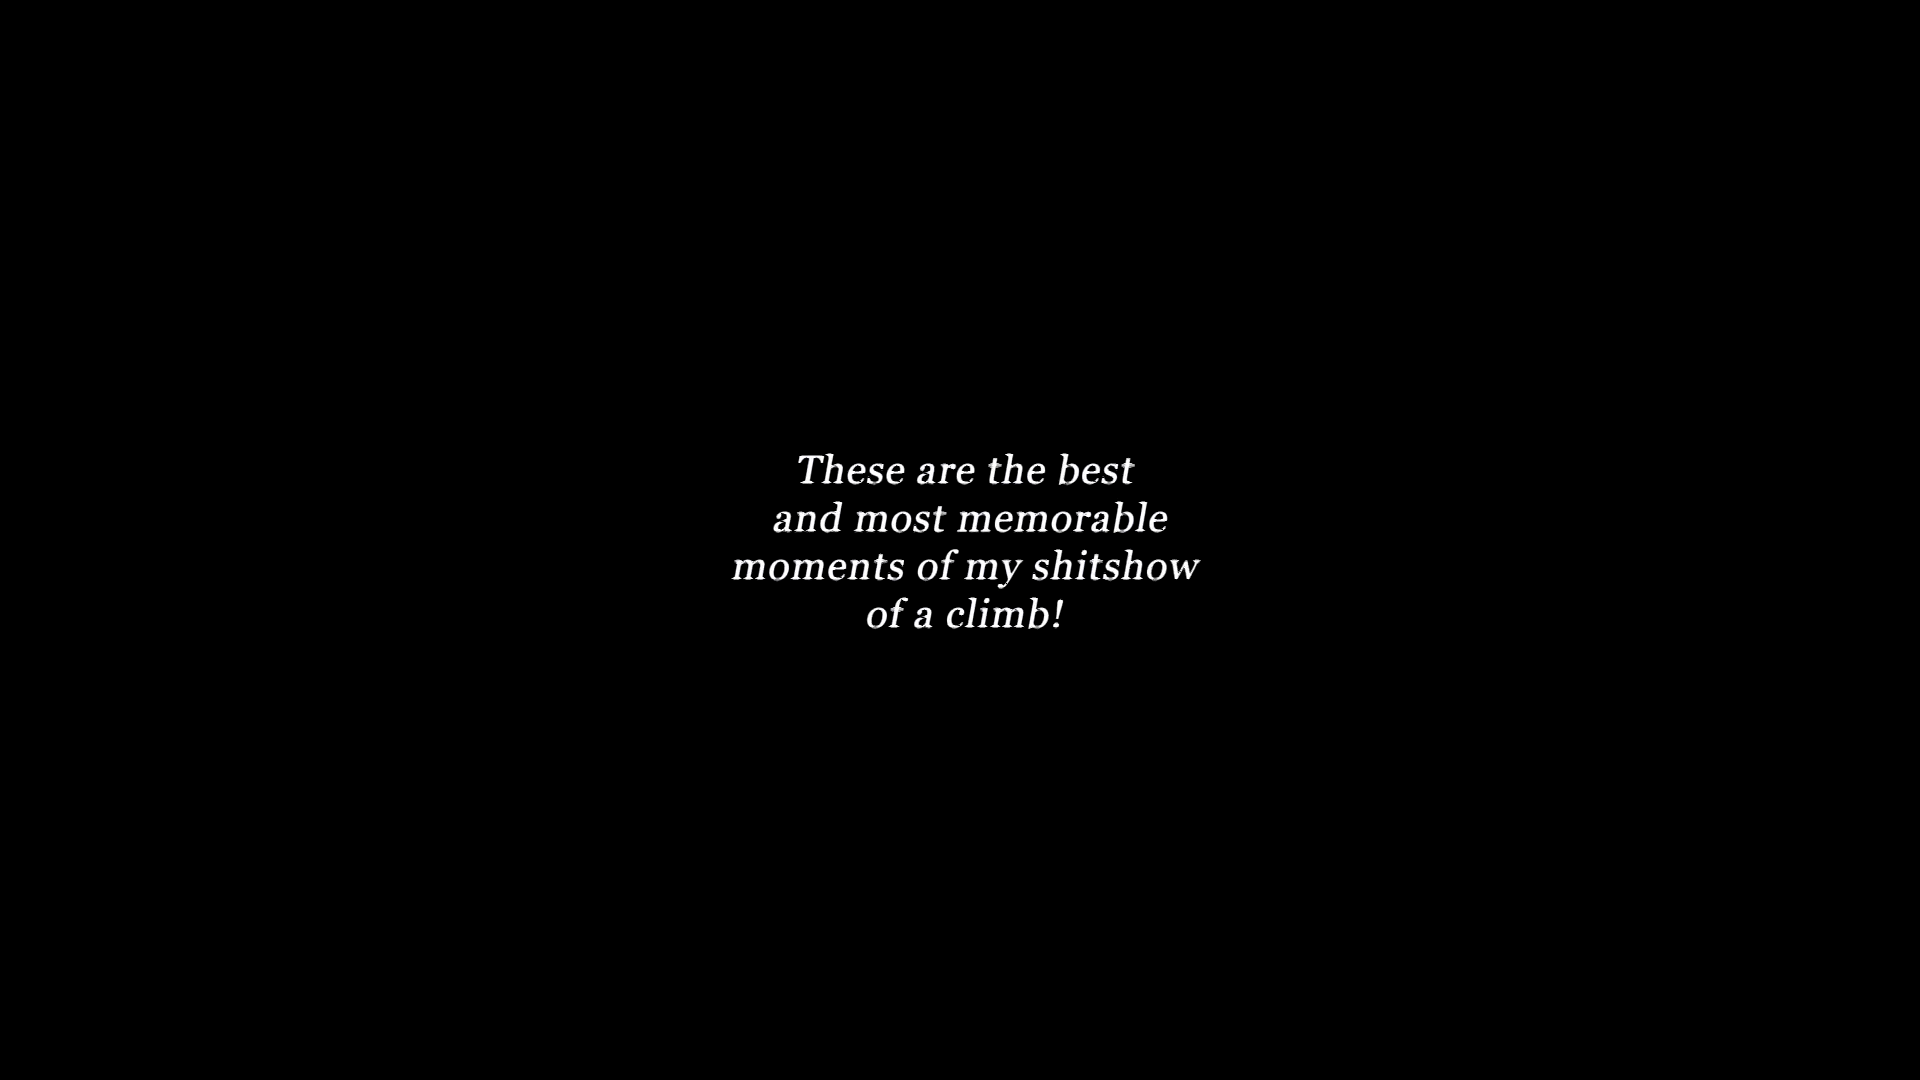 These are the best
and most memorable
moments of my shitshow
of a climb!